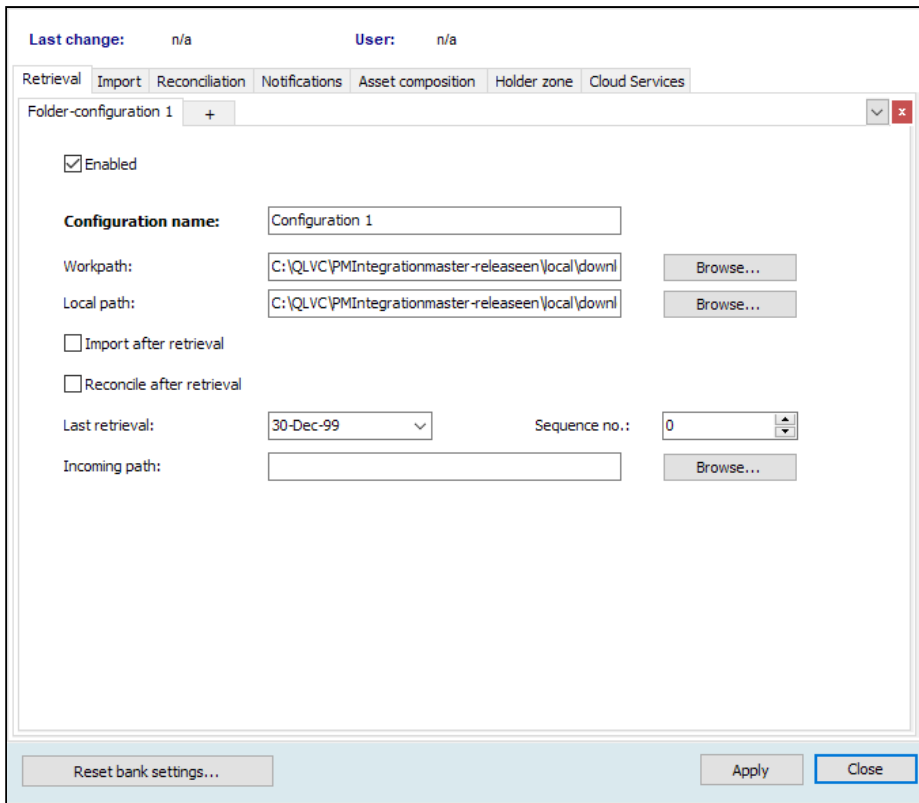 Last change: n/a User: n/a
Retrieval Import Reconciliation Notifications Asset composition Holder zone Cloud Services
Folder-configuration 1 + x
Enabled
Configuration name: Configuration 1
Workpath: C:\QLVC\PMIntegrationmaster-releaseen\local\downl Browse...
Local path: C:\QLVC\PMIntegrationmaster-releaseen\local\downl Browse...
Import after retrieval
Reconcile after retrieval
Last retrieval: 30-Dec-99 Sequence no.: 0
Incoming path: Browse...
Reset bank settings... Apply Close